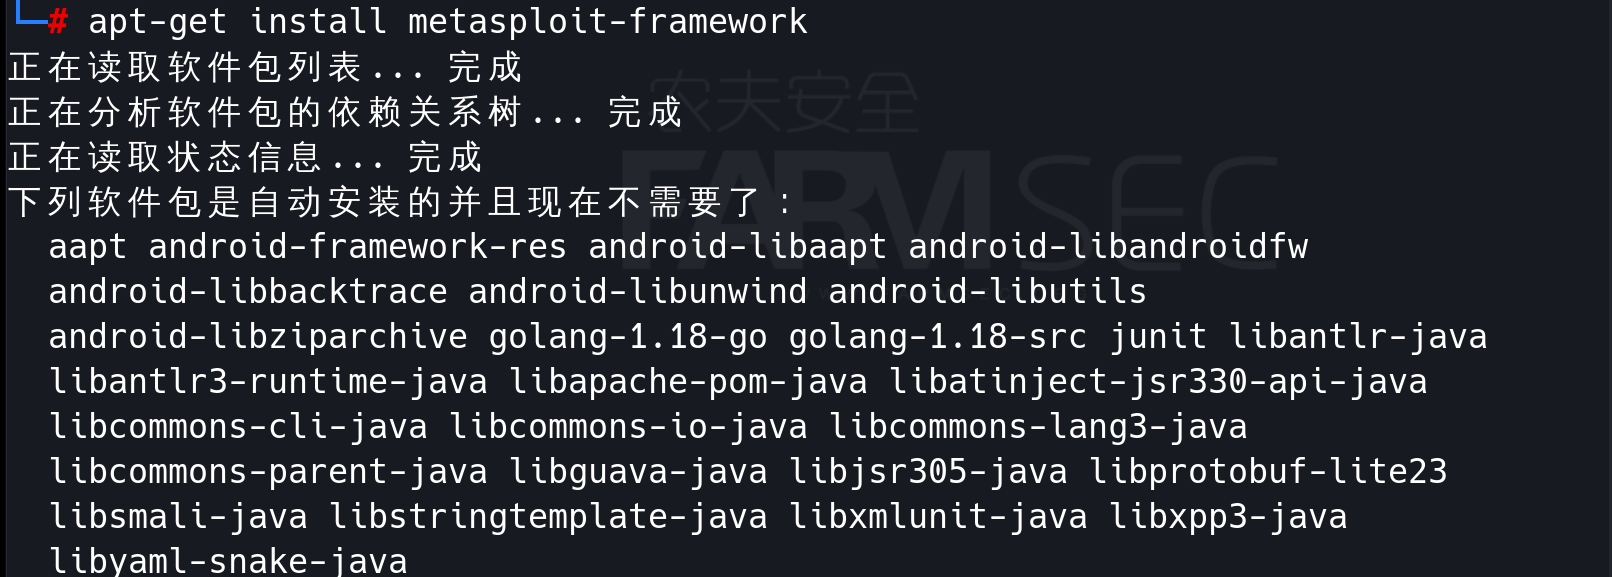 # apt-get install metasploit-framework
正在读取软件包列表... 完成
正在分析软件包的依赖关系树... 完成
正在读取状态信息... 完成
下列软件包是自动安装的并且现在不需要了：
aapt android-framework-res android-libaapt android-libandroidfw
android-libbacktrace android-libunwind android-libutils
android-libziparchive golang-1.18-go golang-1.18-src junit libantlr-java
libantlr3-runtime-java libapache-pom-java libatinject-jsr330-api-java
libcommons-cli-java libcommons-io-java libcommons-lang3-java
libcommons-parent-java libguava-java libjsr305-java libprotobuf-lite23
libsmali-java libstringtemplate-java libxmlunit-java libxpp3-java
libyaml-snake-java
农夫安全
FARMSEC